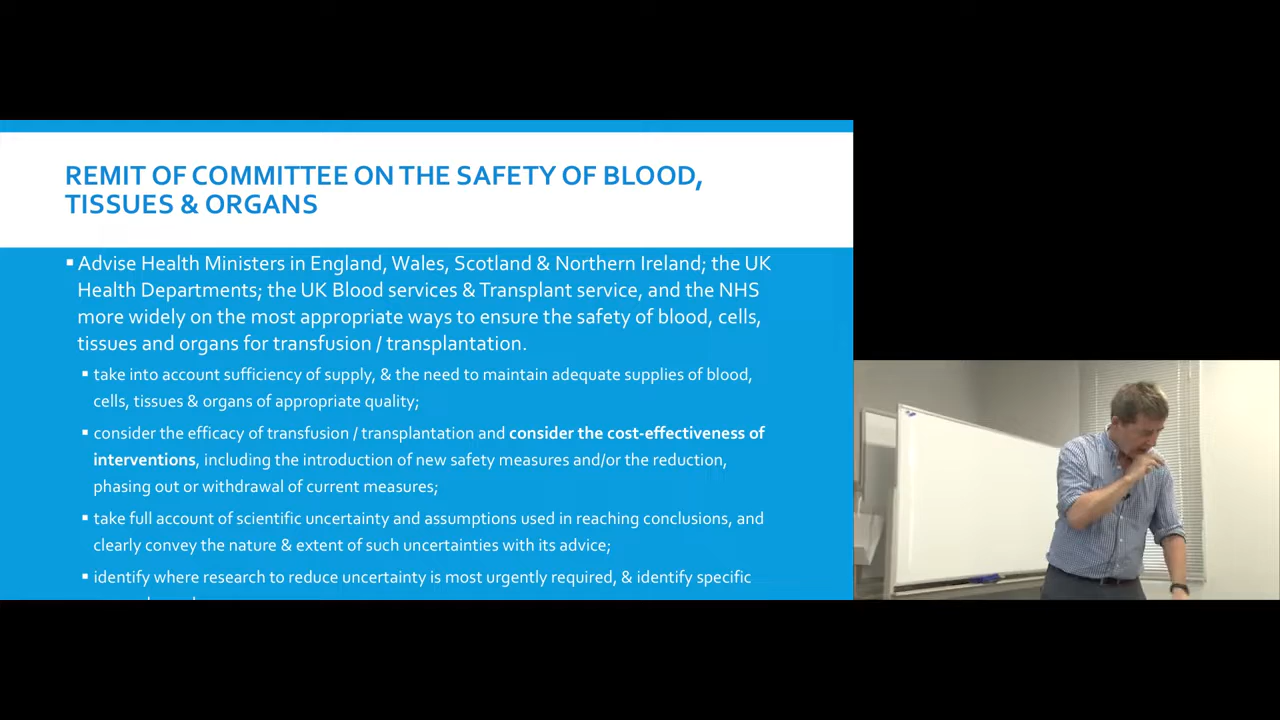 REMIT OF COMMITTEE ON THE SAFETY OF BLOOD,
TISSUES & ORGANS
▪ Advise Health Ministers in England, Wales, Scotland & Northern Ireland; the UK
Health Departments; the UK Blood services & Transplant service, and the NHS
more widely on the most appropriate ways to ensure the safety of blood, cells,
tissues and organs for transfusion / transplantation.
▪ take into account sufficiency of supply, & the need to maintain adequate supplies of blood,
cells, tissues & organs of appropriate quality;
▪ consider the efficacy of transfusion / transplantation and consider the cost-effectiveness of
interventions, including the introduction of new safety measures and/or the reduction,
phasing out or withdrawal of current measures;
▪ take full account of scientific uncertainty and assumptions used in reaching conclusions, and
clearly convey the nature & extent of such uncertainties with its advice;
▪ identify where research to reduce uncertainty is most urgently required, & identify specific